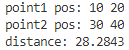 point1 pos: 10 20
point2 pos: 30 40
distance: 28.2843